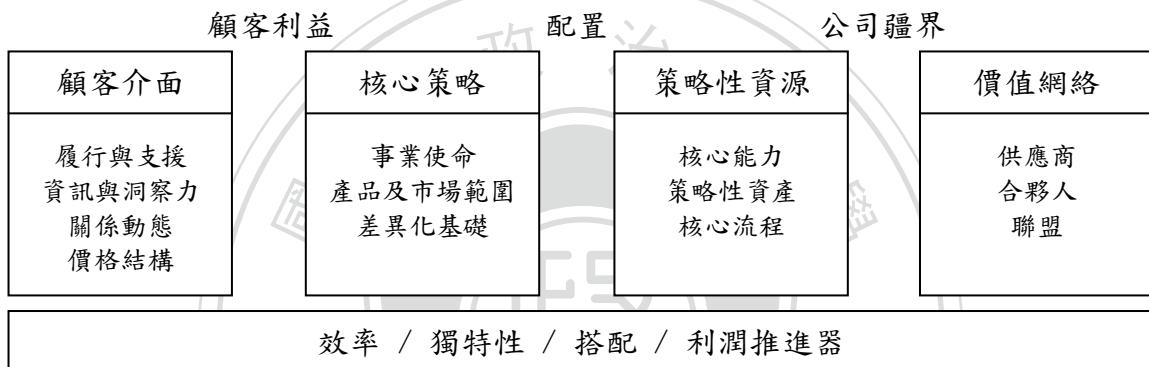 顧客利益 配置 公司疆界
顧客介面
履行與支援
資訊與洞察力
關係動態
價格結構
核心策略
事業使命
產品及市場範圍
差異化基礎
策略性資源
核心能力
策略性資產
核心流程
價值網絡
供應商
合夥人
聯盟
效率 / 獨特性 / 搭配 / 利潤推進器
政 治
國
學